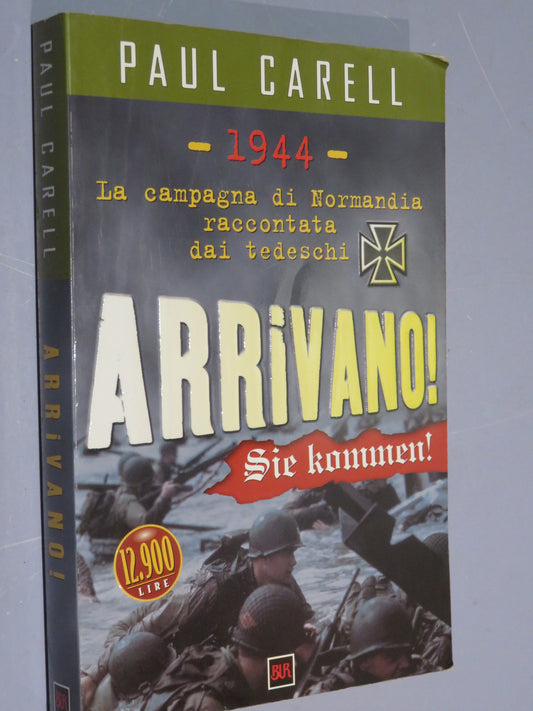 PAUL CARELL
- 1944 -
La campagna di Normandia
raccontata
dai tedeschi
ARRiVANO!
Sie kommen!
12.900
LIRE
BUR
PAUL CARELL
ARRiVANO!
BUR